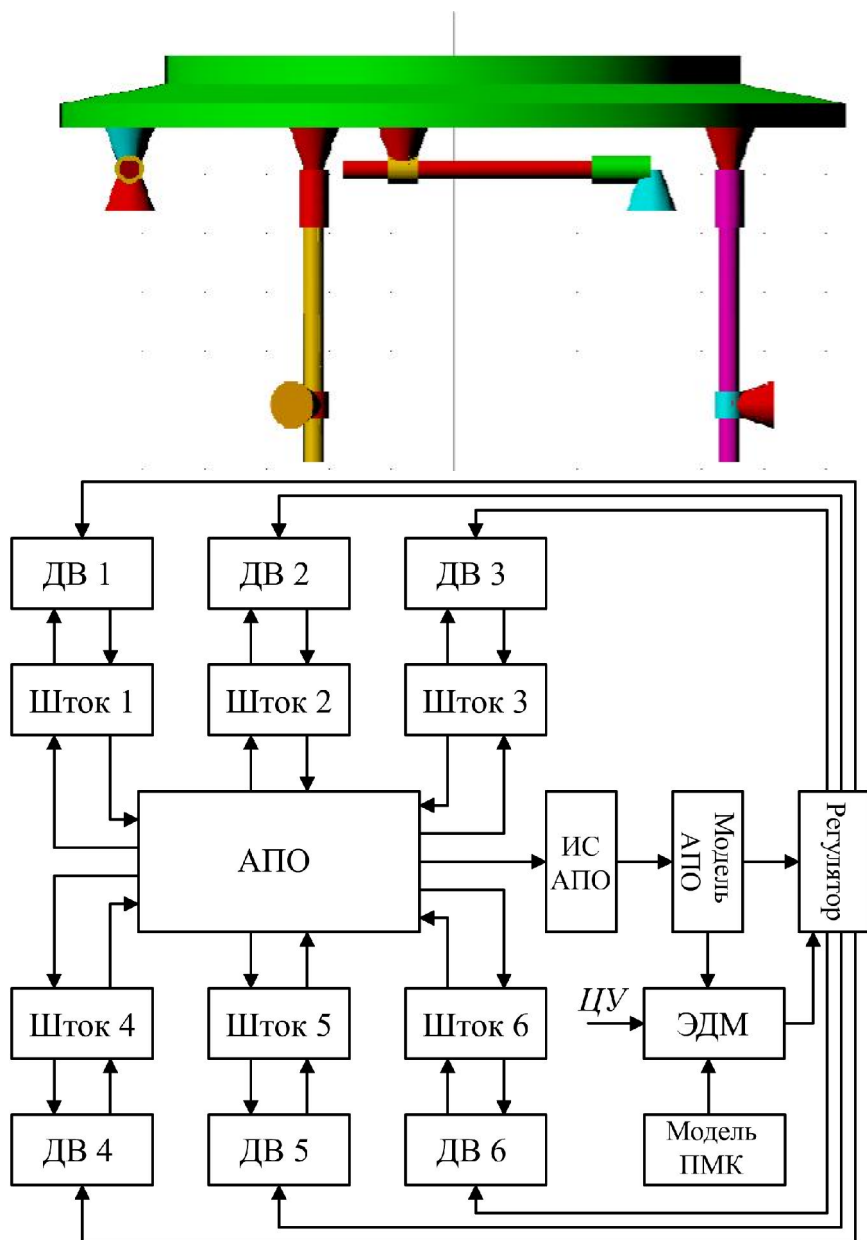 ДВ 1
ДВ 2
ДВ 3
Шток 1
Шток 2
Шток 3
АПО
ИС
АПО
Модель
АПО
Регулятор
Шток 4
Шток 5
Шток 6
ЦУ
ЭДМ
ДВ 4
ДВ 5
ДВ 6
Модель
ПМК